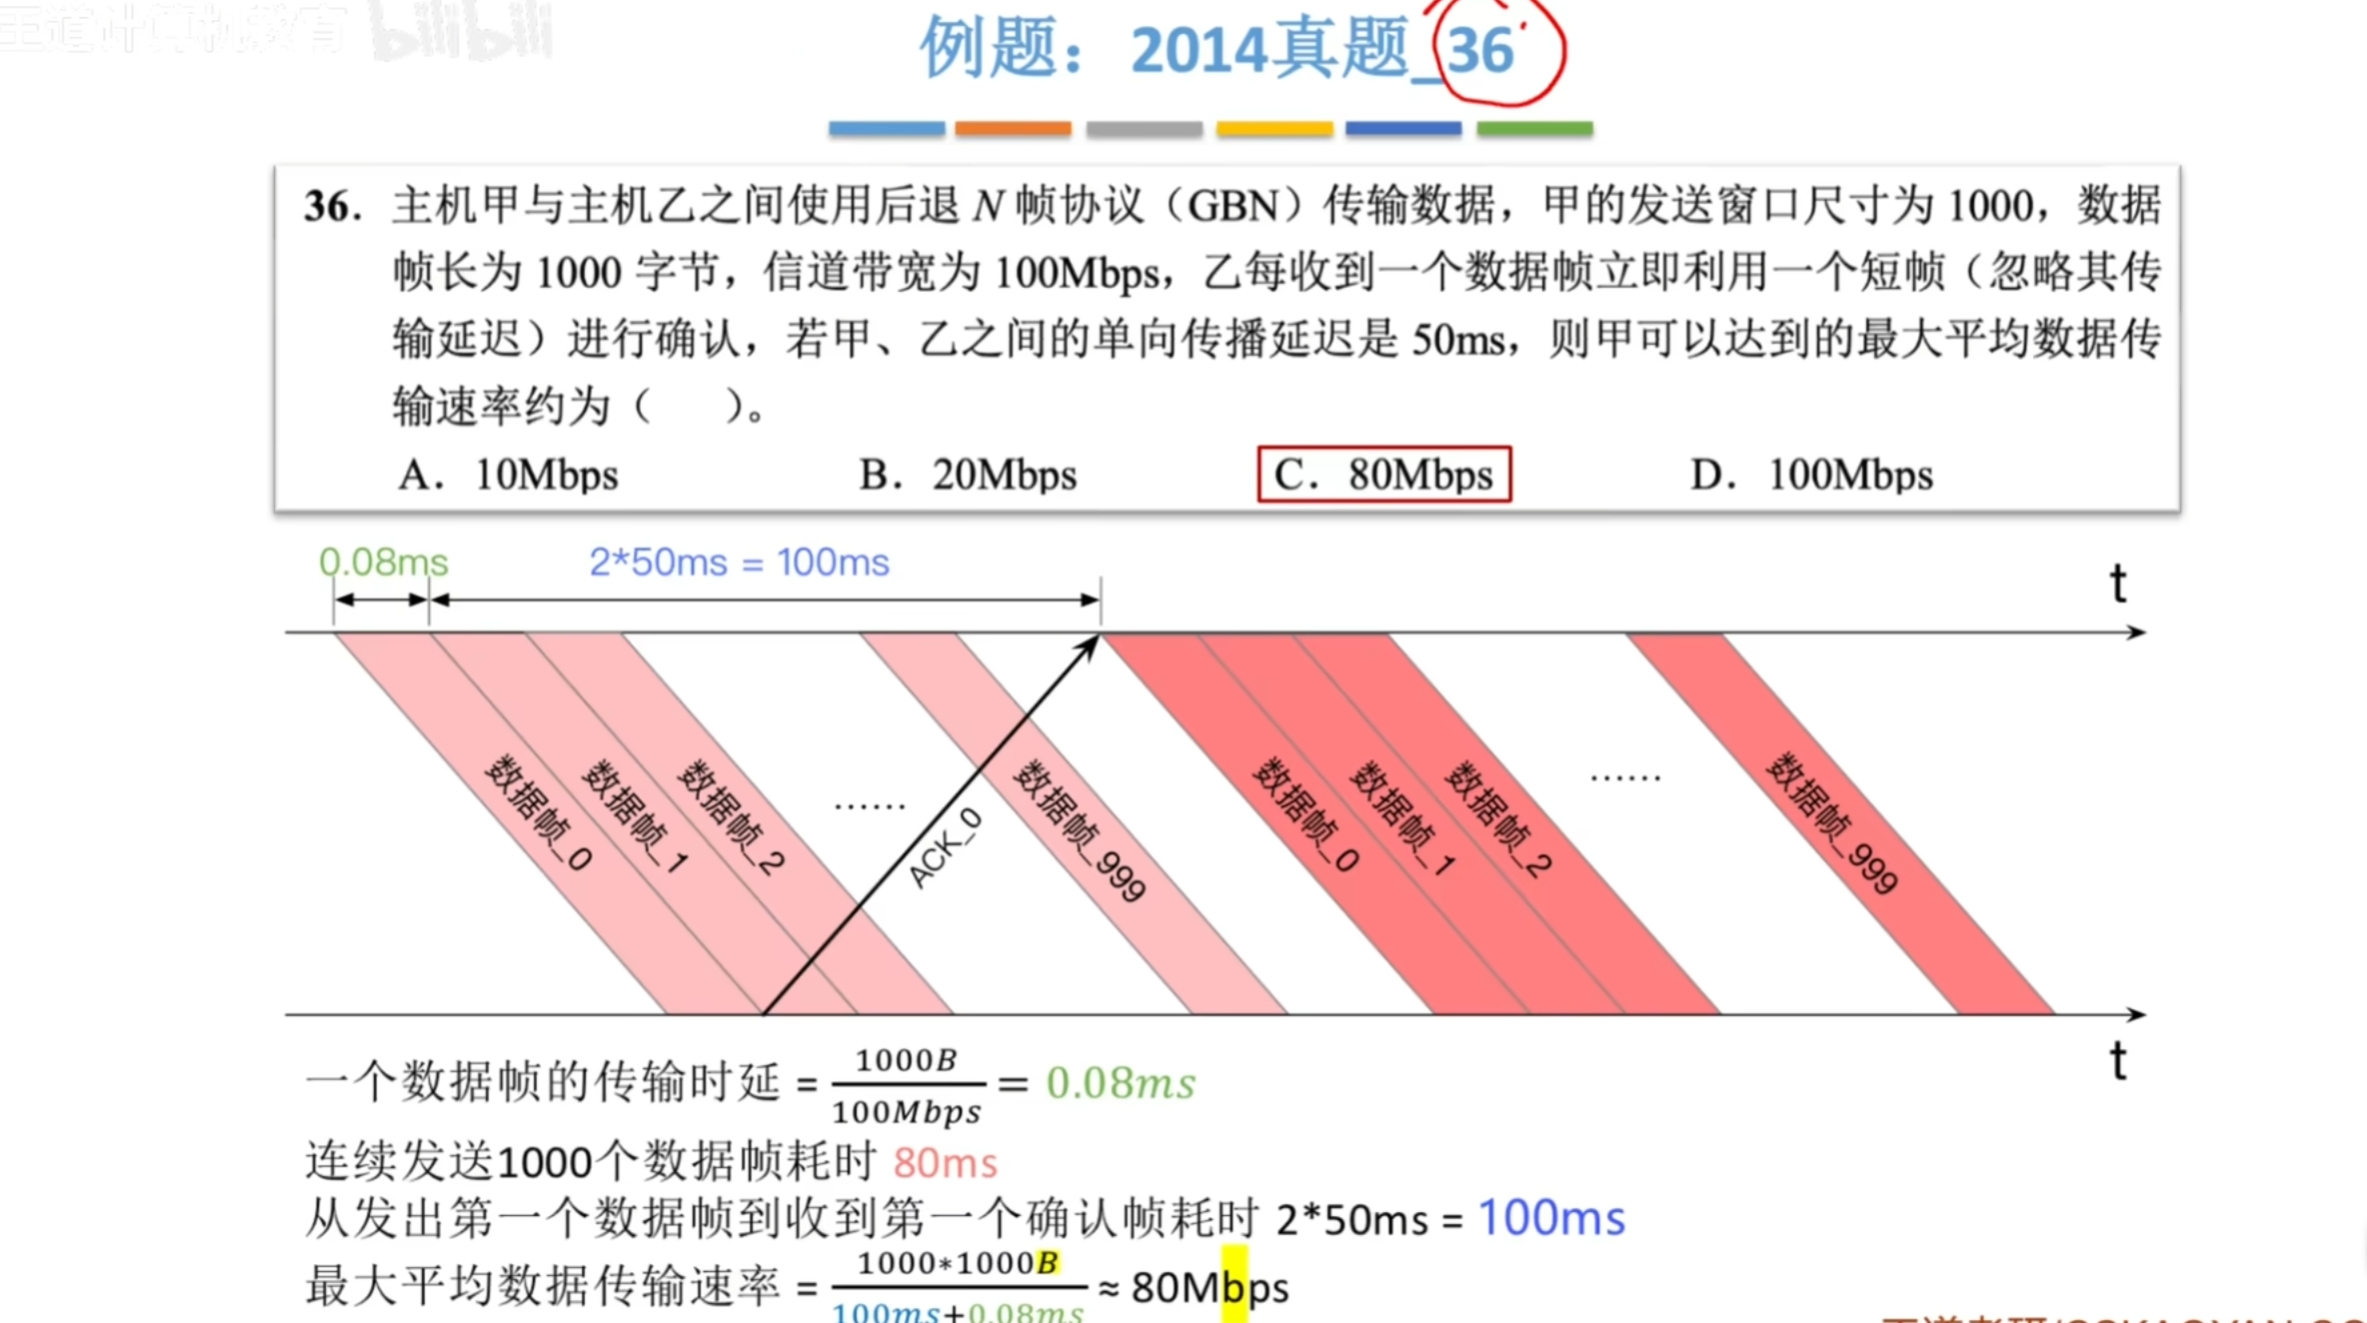 王道计算机教育 bilibili
例题：2014真题_36
36. 主机甲与主机乙之间使用后退 N 帧协议（GBN）传输数据，甲的发送窗口尺寸为 1000，数据
帧长为 1000 字节，信道带宽为 100Mbps，乙每收到一个数据帧立即利用一个短帧（忽略其传
输延迟）进行确认，若甲、乙之间的单向传播延迟是 50ms，则甲可以达到的最大平均数据传
输速率约为（　　）。
A. 10Mbps B. 20Mbps C. 80Mbps D. 100Mbps
0.08ms 2*50ms = 100ms
t
数据帧_0 数据帧_1 数据帧_2 …… ACK_0 数据帧_999 数据帧_0 数据帧_1 数据帧_2 …… 数据帧_999
t
一个数据帧的传输时延 = 1000B / 100Mbps = 0.08ms
连续发送1000个数据帧耗时 80ms
从发出第一个数据帧到收到第一个确认帧耗时 2*50ms = 100ms
最大平均数据传输速率 = 1000*1000B / 100ms+0.08ms ≈ 80Mbps